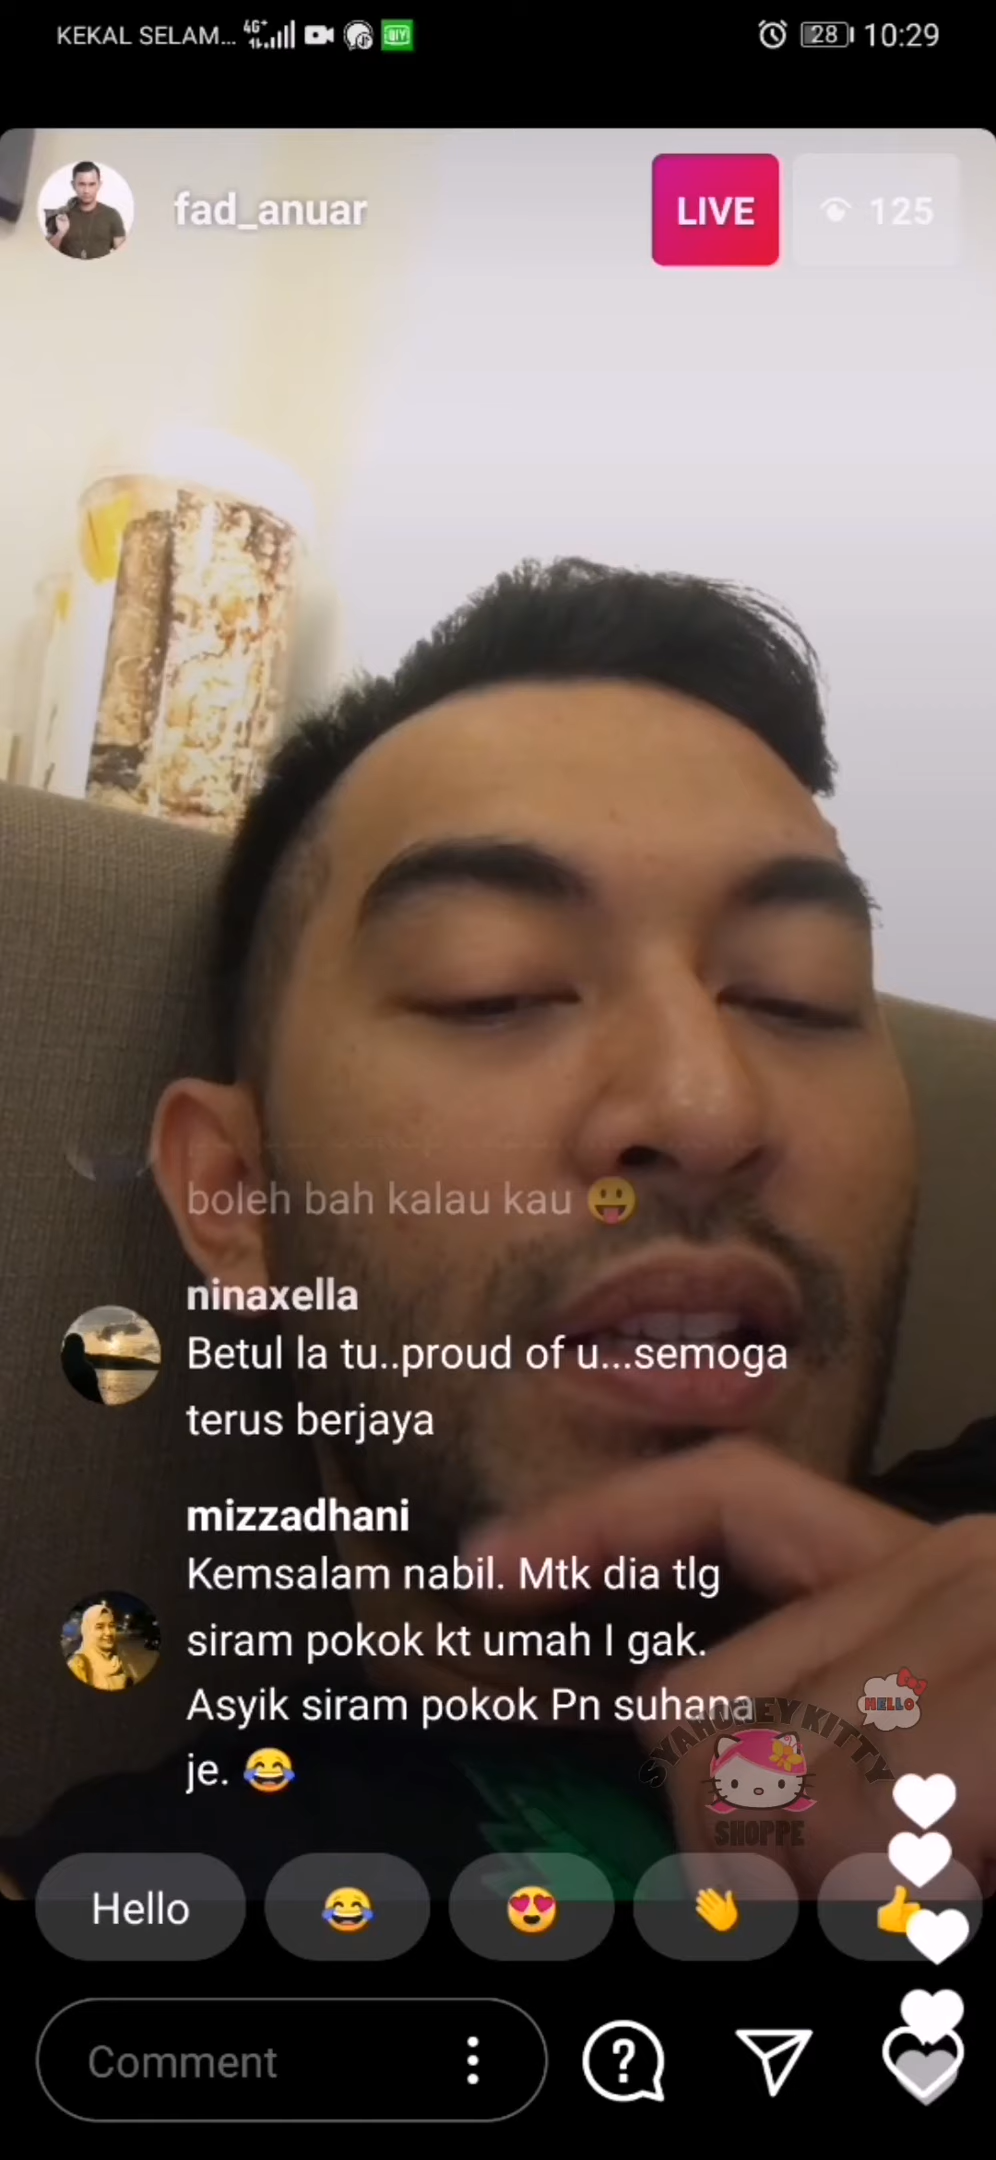 KEKAL SELAM... 4G+ 28 10:29
fad_anuar LIVE 125
boleh bah kalau kau 😛
ninaxella
Betul la tu..proud of u...semoga
terus berjaya
mizzadhani
Kemsalam nabil. Mtk dia tlg
siram pokok kt umah I gak.
Asyik siram pokok Pn suhana
je. 😂
HELLO
SYAHONEYKITTY
SHOPPE
Hello
Comment